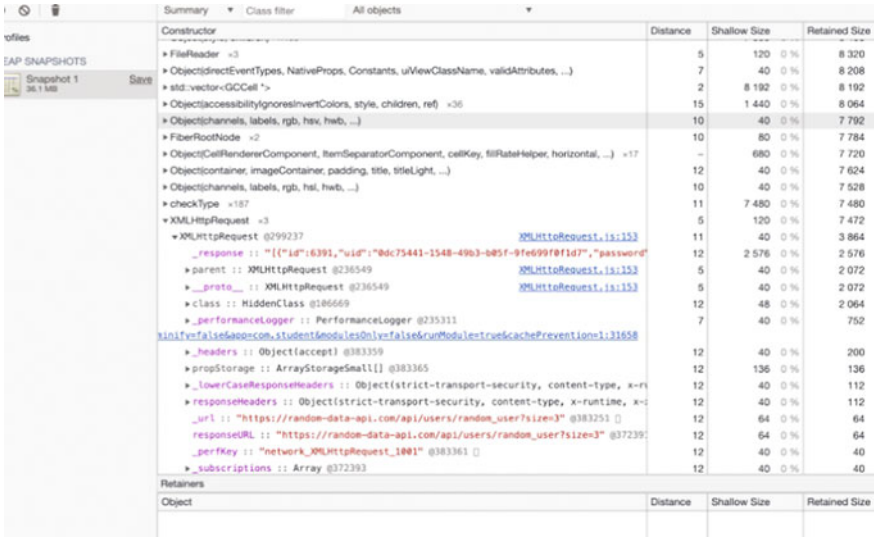 Summary ▼ Class filter All objects ▼
rofiles
Constructor Distance Shallow Size Retained Size
EAP SNAPSHOTS
Snapshot 1 Save
36.1 MB
▸FileReader ×3 5 120 0 % 8 320
▸Object(directEventTypes, NativeProps, Constants, uiViewClassName, validAttributes, ...) 7 40 0 % 8 208
▸std::vector<GCCell *> 2 8 192 0 % 8 192
▸Object(accessibilityIgnoresInvertColors, style, children, ref) ×36 15 1 440 0 % 8 064
▸Object(channels, labels, rgb, hsv, hwb, ...) 10 40 0 % 7 792
▸FiberRootNode ×2 10 80 0 % 7 784
▸Object(CellRendererComponent, ItemSeparatorComponent, cellKey, fillRateHelper, horizontal, ...) ×17 – 680 0 % 7 720
▸Object(container, imageContainer, padding, title, titleLight, ...) 12 40 0 % 7 624
▸Object(channels, labels, rgb, hsl, hwb, ...) 10 40 0 % 7 528
▸checkType ×187 11 7 480 0 % 7 480
▾XMLHttpRequest ×3 5 120 0 % 7 472
▾XMLHttpRequest @299237 XMLHttpRequest.js:153 11 40 0 % 3 864
_response :: "[{"id":6391,"uid":"0dc75441-1548-49b3-b05f-9fe699f0f1d7","password" 12 2 576 0 % 2 576
▸parent :: XMLHttpRequest @236549 XMLHttpRequest.js:153 5 40 0 % 2 072
▸__proto__ :: XMLHttpRequest @236549 XMLHttpRequest.js:153 5 40 0 % 2 072
▸class :: HiddenClass @106669 12 48 0 % 2 064
▸_performanceLogger :: PerformanceLogger @235311 7 40 0 % 752
minify=false&app=com.student&modulesOnly=false&runModule=true&cachePrevention=1:31658
▸_headers :: Object(accept) @383359 12 40 0 % 200
▸propStorage :: ArrayStorageSmall[] @383365 12 136 0 % 136
▸_lowerCaseResponseHeaders :: Object(strict-transport-security, content-type, x-ru 12 40 0 % 112
▸responseHeaders :: Object(strict-transport-security, content-type, x-runtime, x- 12 40 0 % 112
_url :: "https://random-data-api.com/api/users/random_user?size=3" @383251 12 64 0 % 64
responseURL :: "https://random-data-api.com/api/users/random_user?size=3" @37239 12 64 0 % 64
_perfKey :: "network_XMLHttpRequest_1001" @383361 12 40 0 % 40
▸_subscriptions :: Array @372393 12 40 0 % 40
Retainers
Object Distance Shallow Size Retained Size